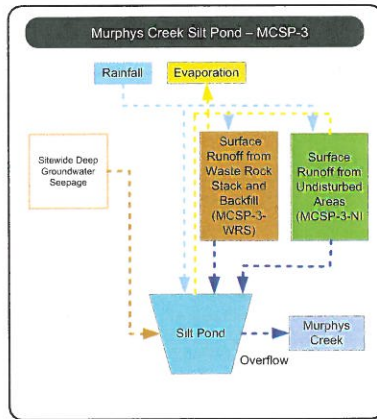 Murphys Creek Silt Pond – MCSP-3
Rainfall
Evaporation
Sitewide Deep
Groundwater
Seepage
Surface
Runoff from
Waste Rock
Stack and
Backfill
(MCSP-3-
WRS)
Surface
Runoff from
Undisturbed
Areas
(MCSP-3-NI)
Silt Pond
Murphys
Creek
Overflow